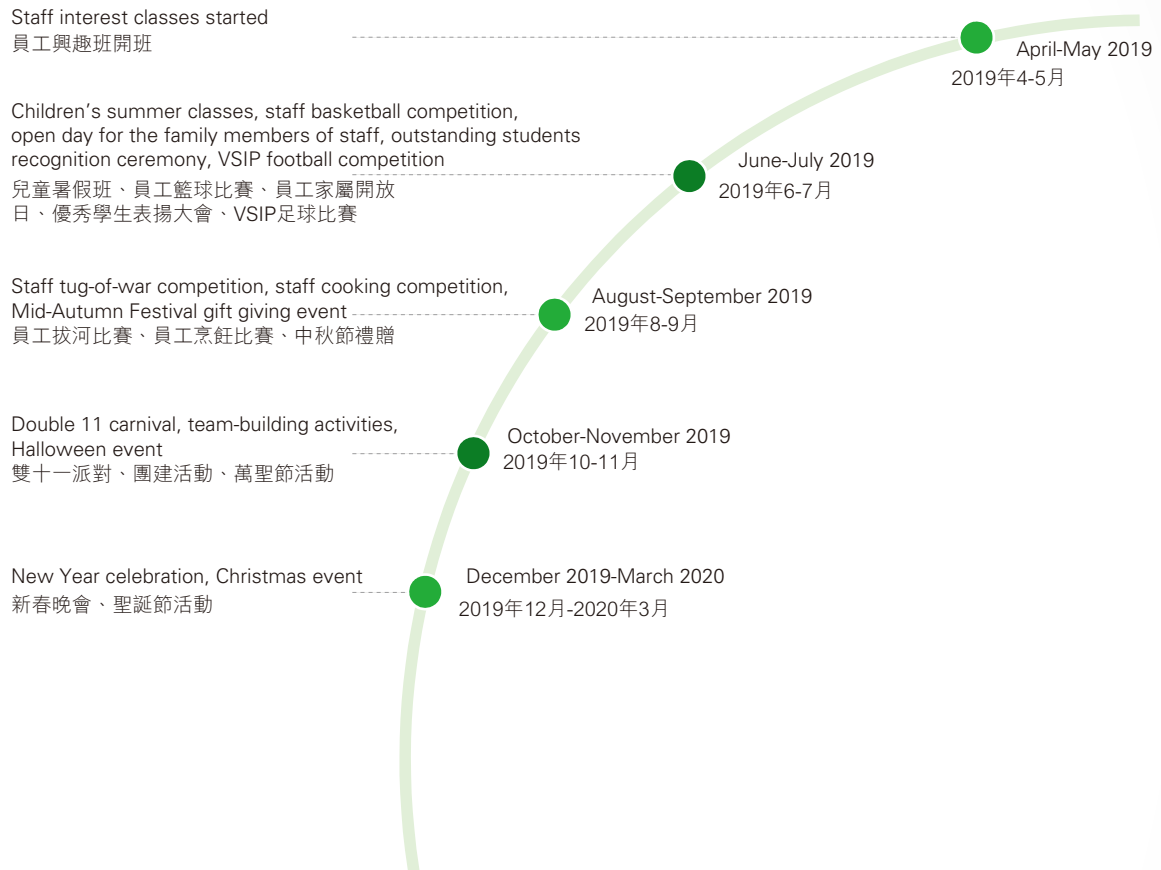 Staff interest classes started
員工興趣班開班
April-May 2019
2019年4-5月
Children's summer classes, staff basketball competition,
open day for the family members of staff, outstanding students
recognition ceremony, VSIP football competition
兒童暑假班、員工籃球比賽、員工家屬開放
日、優秀學生表揚大會、VSIP足球比賽
June-July 2019
2019年6-7月
Staff tug-of-war competition, staff cooking competition,
Mid-Autumn Festival gift giving event
員工拔河比賽、員工烹飪比賽、中秋節禮贈
August-September 2019
2019年8-9月
Double 11 carnival, team-building activities,
Halloween event
雙十一派對、團建活動、萬聖節活動
October-November 2019
2019年10-11月
New Year celebration, Christmas event
新春晚會、聖誕節活動
December 2019-March 2020
2019年12月-2020年3月